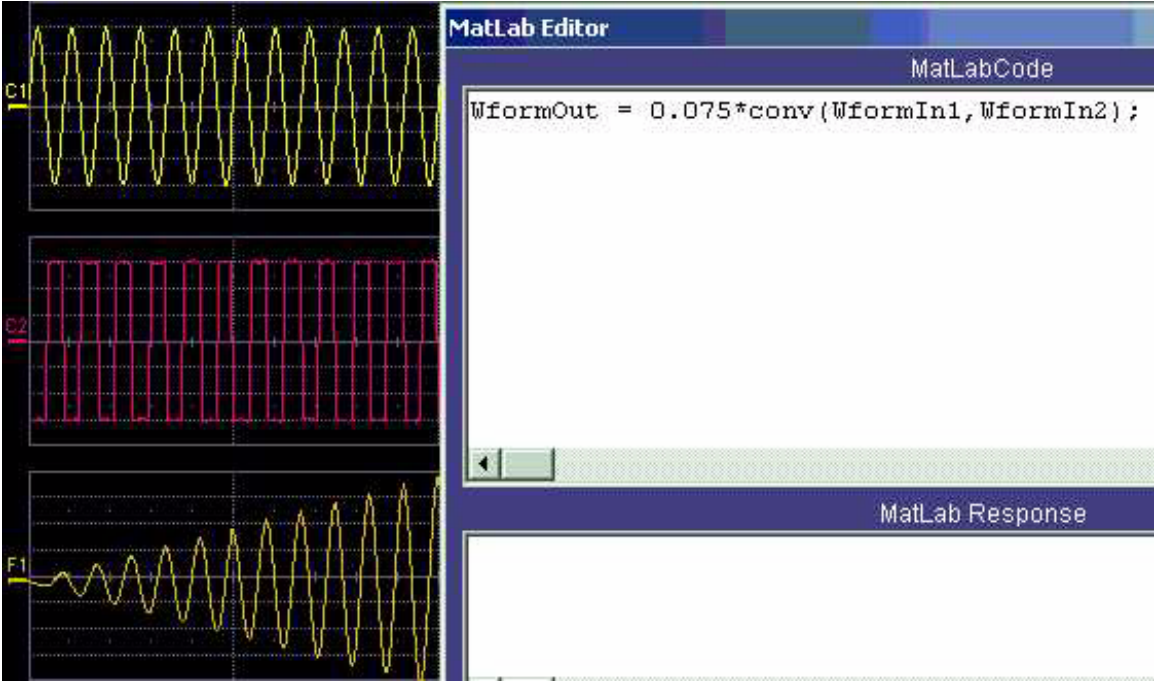 MatLab Editor
MatLabCode
C1
WformOut = 0.075*conv(WformIn1,WformIn2);
C2
MatLab Response
F1